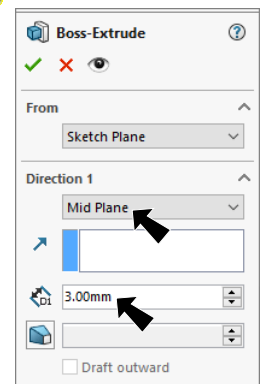 Boss-Extrude
From
Sketch Plane
Direction 1
Mid Plane
D1
3.00mm
Draft outward